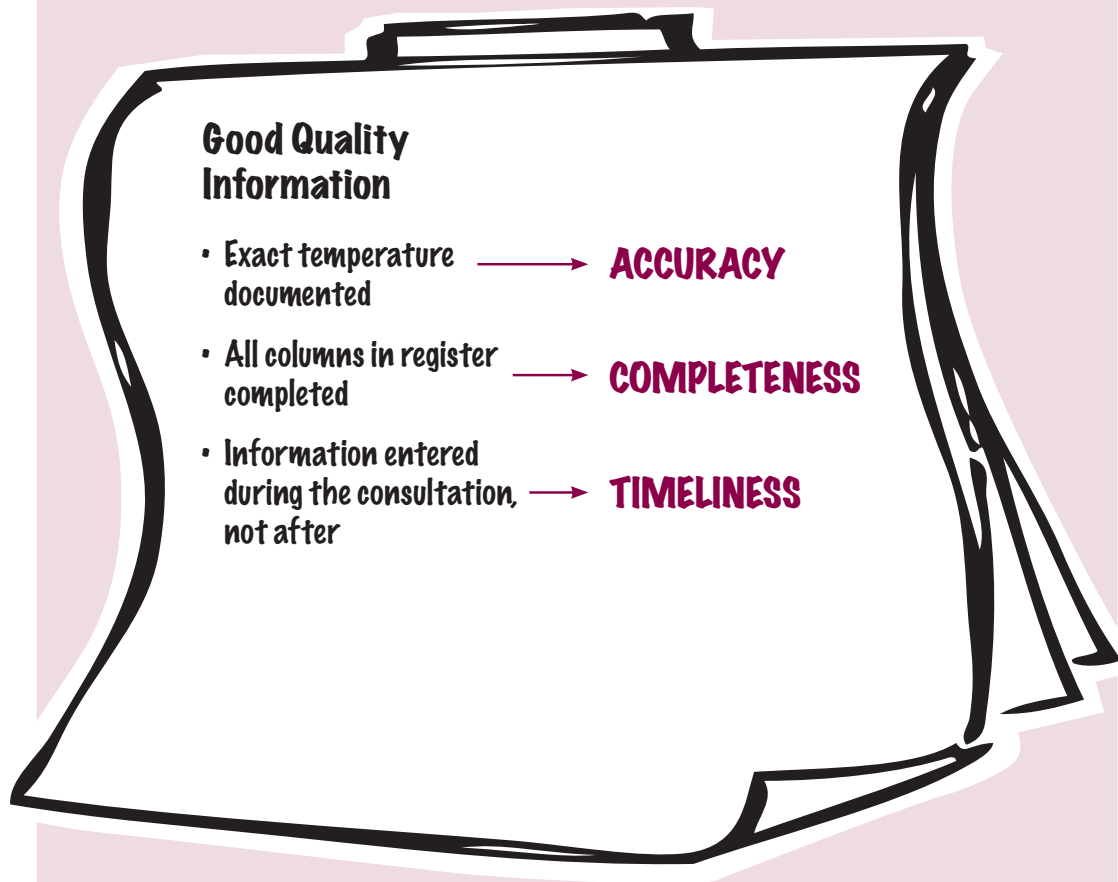 Good Quality
Information
• Exact temperature
documented
ACCURACY
• All columns in register
completed
COMPLETENESS
• Information entered
during the consultation,
not after
TIMELINESS